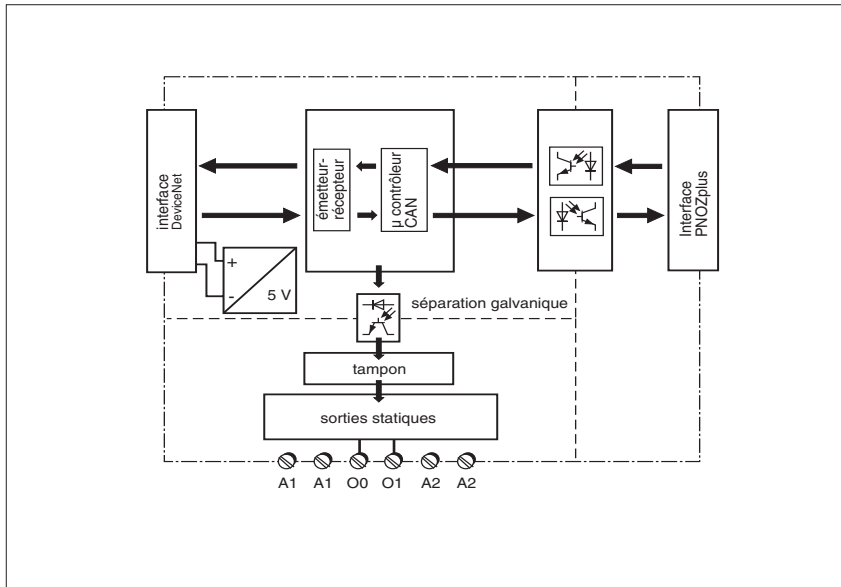 interface
DeviceNet
émetteur-
récepteur
µ contrôleur
CAN
Interface
PNOZplus
+
-
5 V
séparation galvanique
tampon
sorties statiques
A1 A1 O0 O1 A2 A2